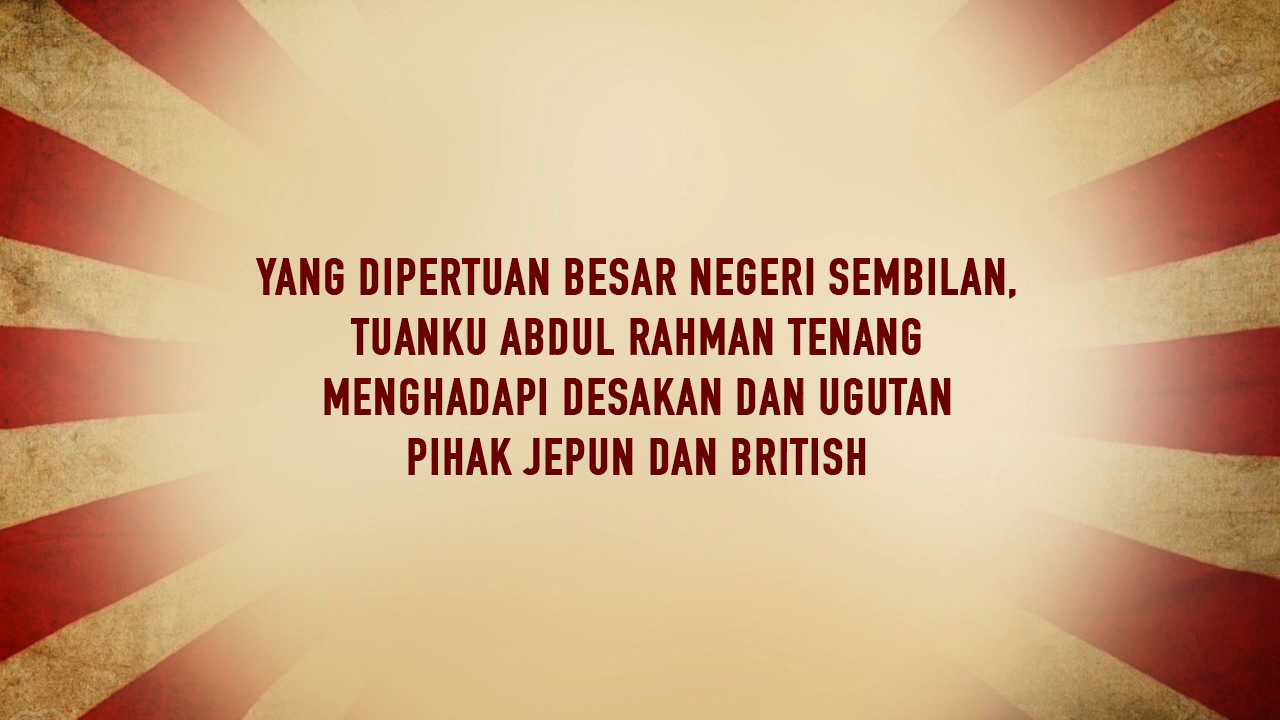 YANG DIPERTUAN BESAR NEGERI SEMBILAN,
TUANKU ABDUL RAHMAN TENANG
MENGHADAPI DESAKAN DAN UGUTAN
PIHAK JEPUN DAN BRITISH